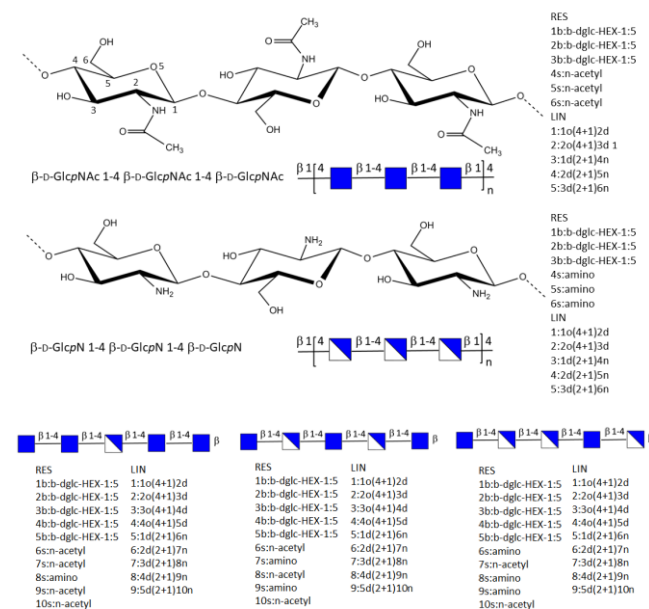 OH
6
4
O 5
O
5
HO
2
3
NH
1
O
CH3
O
CH3
O
NH
HO
O
O
OH
OH
O
HO
NH
O
O
CH3
β-D-GlcpNAc 1-4 β-D-GlcpNAc 1-4 β-D-GlcpNAc
β 1 [ 4 β 1-4 β 1-4 β 1 ] 4 n
RES
1b:b-dglc-HEX-1:5
2b:b-dglc-HEX-1:5
3b:b-dglc-HEX-1:5
4s:n-acetyl
5s:n-acetyl
6s:n-acetyl
LIN
1:1o(4+1)2d
2:2o(4+1)3d 1
3:1d(2+1)4n
4:2d(2+1)5n
5:3d(2+1)6n
OH
O
O
HO
NH2
O
NH2
HO
O
O
OH
OH
O
HO
NH2
O
β-D-GlcpN 1-4 β-D-GlcpN 1-4 β-D-GlcpN
β 1 [ 4 β 1-4 β 1-4 β 1 ] 4 n
RES
1b:b-dglc-HEX-1:5
2b:b-dglc-HEX-1:5
3b:b-dglc-HEX-1:5
4s:amino
5s:amino
6s:amino
LIN
1:1o(4+1)2d
2:2o(4+1)3d
3:1d(2+1)4n
4:2d(2+1)5n
5:3d(2+1)6n
β 1-4 β 1-4 β 1-4 β 1-4 β
RES LIN
1b:b-dglc-HEX-1:5 1:1o(4+1)2d
2b:b-dglc-HEX-1:5 2:2o(4+1)3d
3b:b-dglc-HEX-1:5 3:3o(4+1)4d
4b:b-dglc-HEX-1:5 4:4o(4+1)5d
5b:b-dglc-HEX-1:5 5:1d(2+1)6n
6s:n-acetyl 6:2d(2+1)7n
7s:n-acetyl 7:3d(2+1)8n
8s:amino 8:4d(2+1)9n
9s:n-acetyl 9:5d(2+1)10n
10s:n-acetyl
β 1-4 β 1-4 β 1-4 β 1-4 β
RES LIN
1b:b-dglc-HEX-1:5 1:1o(4+1)2d
2b:b-dglc-HEX-1:5 2:2o(4+1)3d
3b:b-dglc-HEX-1:5 3:3o(4+1)4d
4b:b-dglc-HEX-1:5 4:4o(4+1)5d
5b:b-dglc-HEX-1:5 5:1d(2+1)6n
6s:n-acetyl 6:2d(2+1)7n
7s:amino 7:3d(2+1)8n
8s:n-acetyl 8:4d(2+1)9n
9s:amino 9:5d(2+1)10n
10s:n-acetyl
β 1-4 β 1-4 β 1-4 β 1-4 β
RES LIN
1b:b-dglc-HEX-1:5 1:1o(4+1)2d
2b:b-dglc-HEX-1:5 2:2o(4+1)3d
3b:b-dglc-HEX-1:5 3:3o(4+1)4d
4b:b-dglc-HEX-1:5 4:4o(4+1)5d
5b:b-dglc-HEX-1:5 5:1d(2+1)6n
6s:amino 6:2d(2+1)7n
7s:n-acetyl 7:3d(2+1)8n
8s:amino 8:4d(2+1)9n
9s:amino 9:5d(2+1)10n
10s:n-acetyl